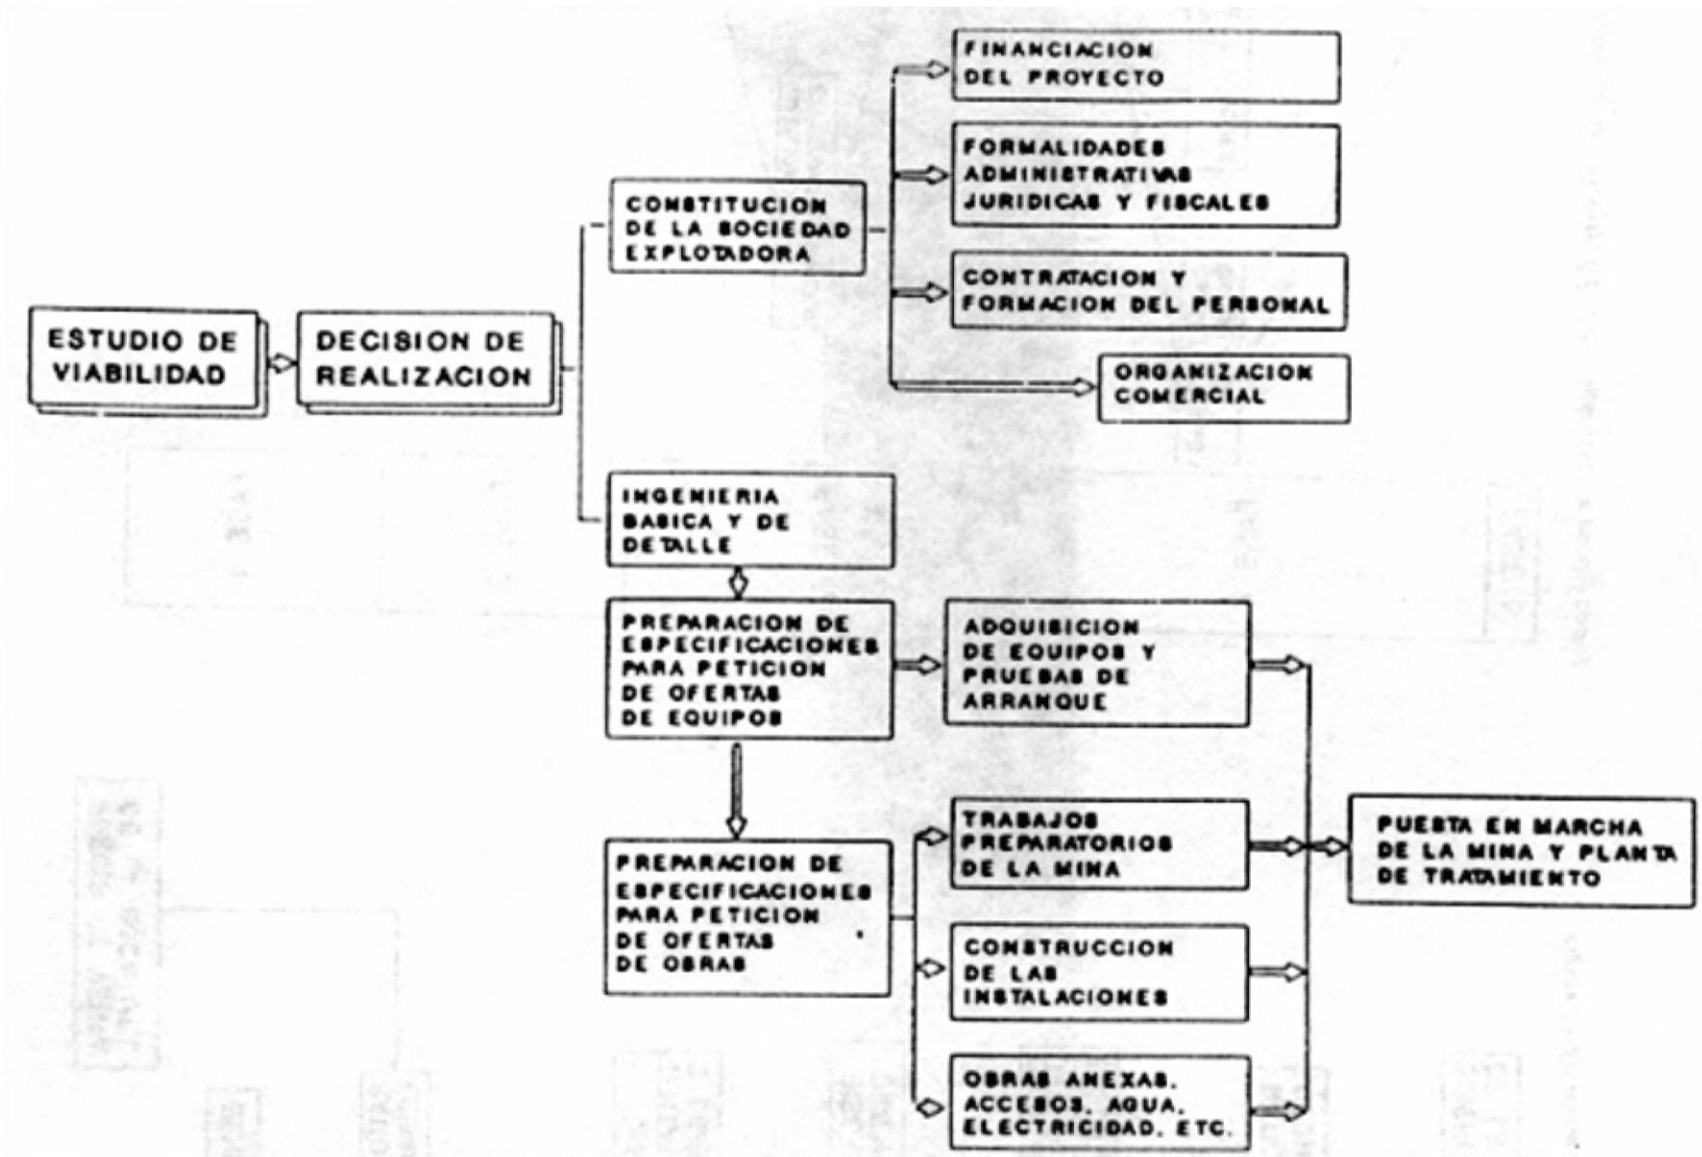 FINANCIACION
DEL PROYECTO
FORMALIDADES
ADMINISTRATIVAS
JURIDICAS Y FISCALES
CONSTITUCION
DE LA SOCIEDAD
EXPLOTADORA
CONTRATACION Y
FORMACION DEL PERSONAL
ESTUDIO DE
VIABILIDAD
DECISION DE
REALIZACION
ORGANIZACION
COMERCIAL
INGENIERIA
BASICA Y DE
DETALLE
PREPARACION DE
ESPECIFICACIONES
PARA PETICION
DE OFERTAS
DE EQUIPOS
ADQUISICION
DE EQUIPOS Y
PRUEBAS DE
ARRANQUE
PREPARACION DE
ESPECIFICACIONES
PARA PETICION
DE OFERTAS
DE OBRAS
TRABAJOS
PREPARATORIOS
DE LA MINA
PUESTA EN MARCHA
DE LA MINA Y PLANTA
DE TRATAMIENTO
CONSTRUCCION
DE LAS
INSTALACIONES
OBRAS ANEXAS,
ACCESOS, AGUA,
ELECTRICIDAD, ETC.